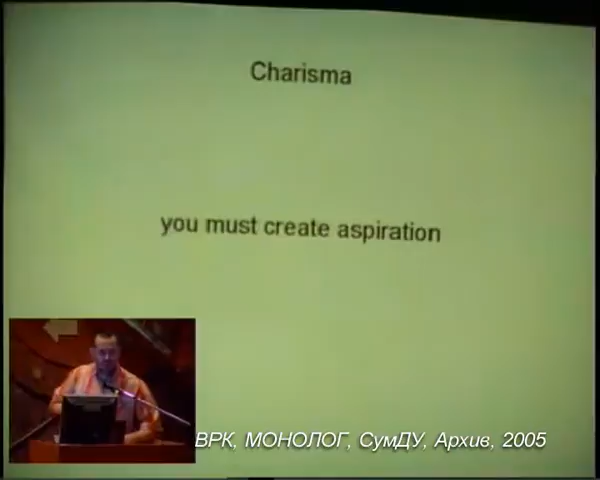 Charisma
you must create aspiration
ВРК, МОНОЛОГ, СумДУ, Архив, 2005